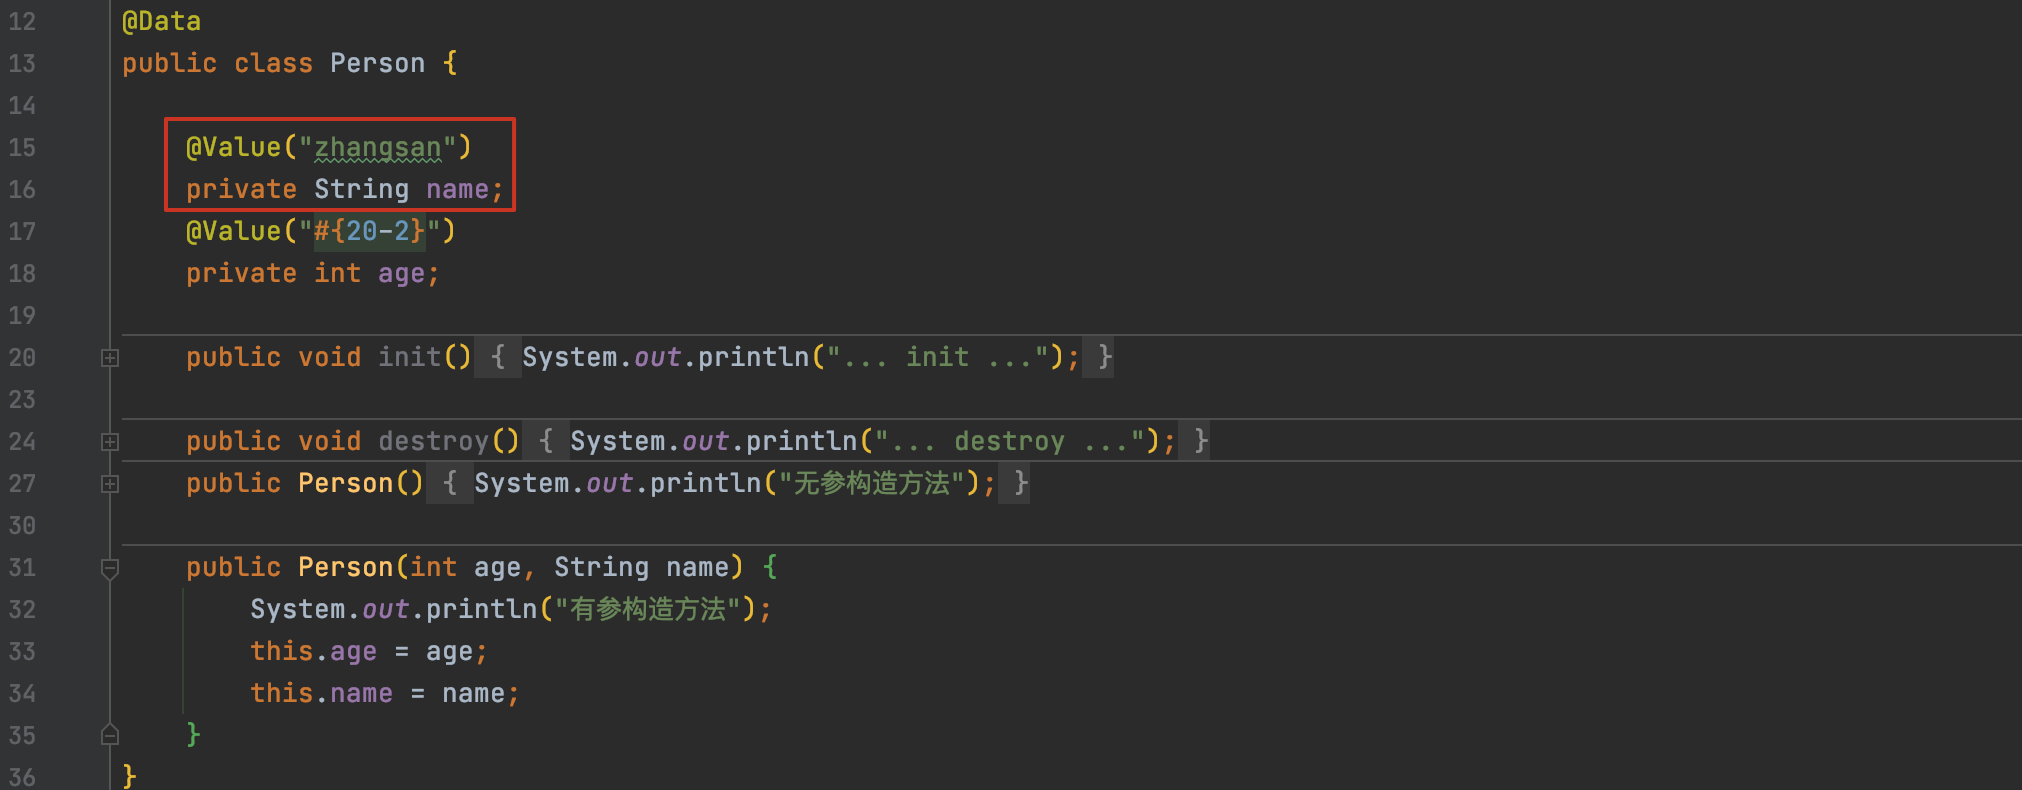 12 @Data
13 public class Person {
14
15 @Value("zhangsan")
16 private String name;
17 @Value("#{20-2}")
18 private int age;
19
20 public void init() { System.out.println("... init ..."); }
23
24 public void destroy() { System.out.println("... destroy ..."); }
27 public Person() { System.out.println("无参构造方法"); }
30
31 public Person(int age, String name) {
32 System.out.println("有参构造方法");
33 this.age = age;
34 this.name = name;
35 }
36 }